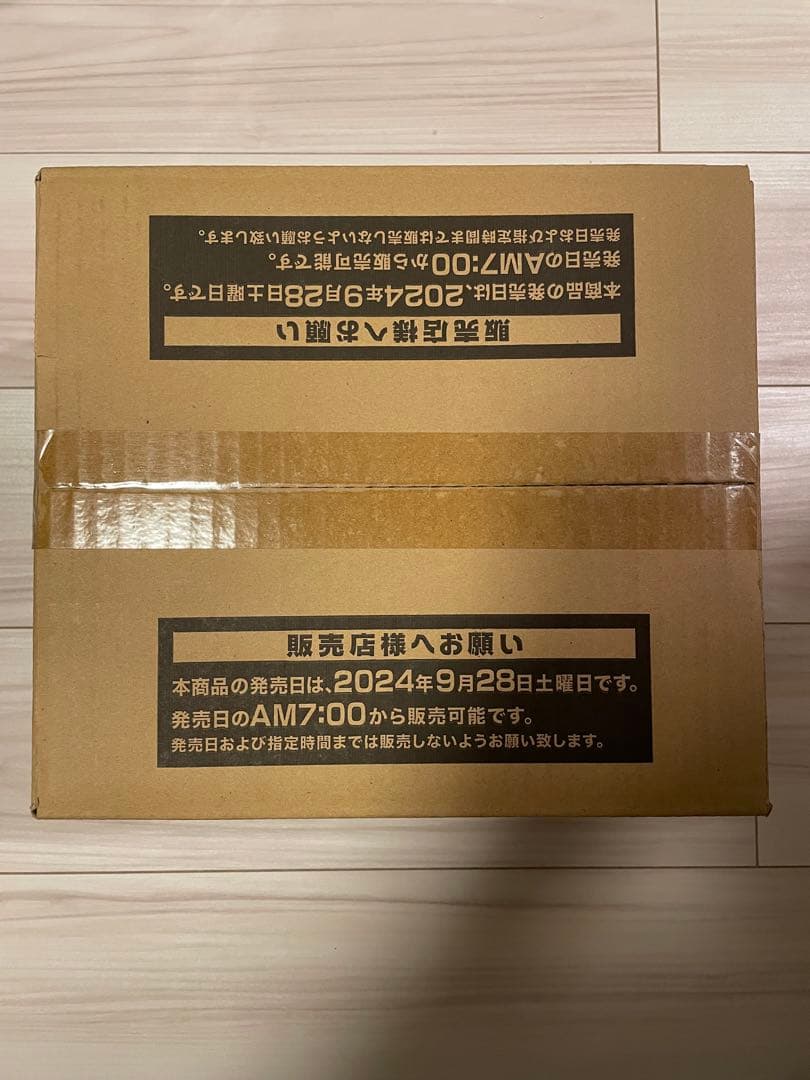 販売店様へお願い
本商品の発売日は、2024年9月28日土曜日です。
発売日のAM7:00から販売可能です。
発売日および指定時間までは販売しないようお願い致します。
販売店様へお願い
本商品の発売日は、2024年9月28日土曜日です。
発売日のAM7:00から販売可能です。
発売日および指定時間までは販売しないようお願い致します。